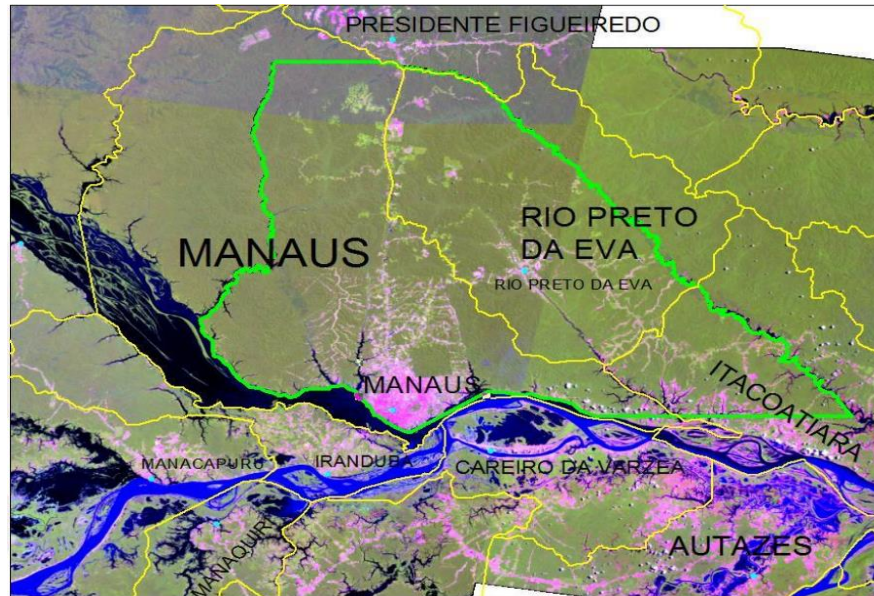 PRESIDENTE FIGUEIREDO
MANAUS
RIO PRETO
DA EVA
RIO PRETO DA EVA
MANAUS
ITACOATIARA
MANACAPURU
IRANDUBA
CAREIRO DA VARZEA
MANAQUIRI
AUTAZES